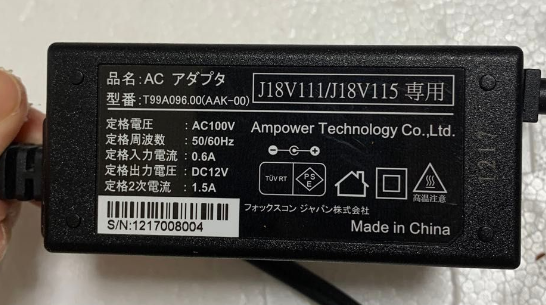 品名：AC アダプタ
型番：T99A096.00(AAK-00)
J18V111/J18V115 専用
定格電圧 : AC100V
定格周波数 : 50/60Hz
定格入力電流 : 0.6A
定格出力電圧 : DC12V
定格2次電流 : 1.5A
Ampower Technology Co.,Ltd.
TÜV RT
PS
E
高温注意
フォックスコン ジャパン株式会社
S/N:1217008004
Made in China